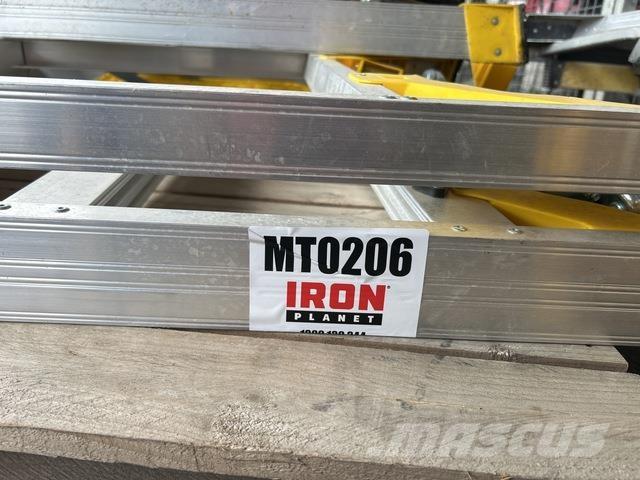 MT0206
IRON
PLANET
MASCUS